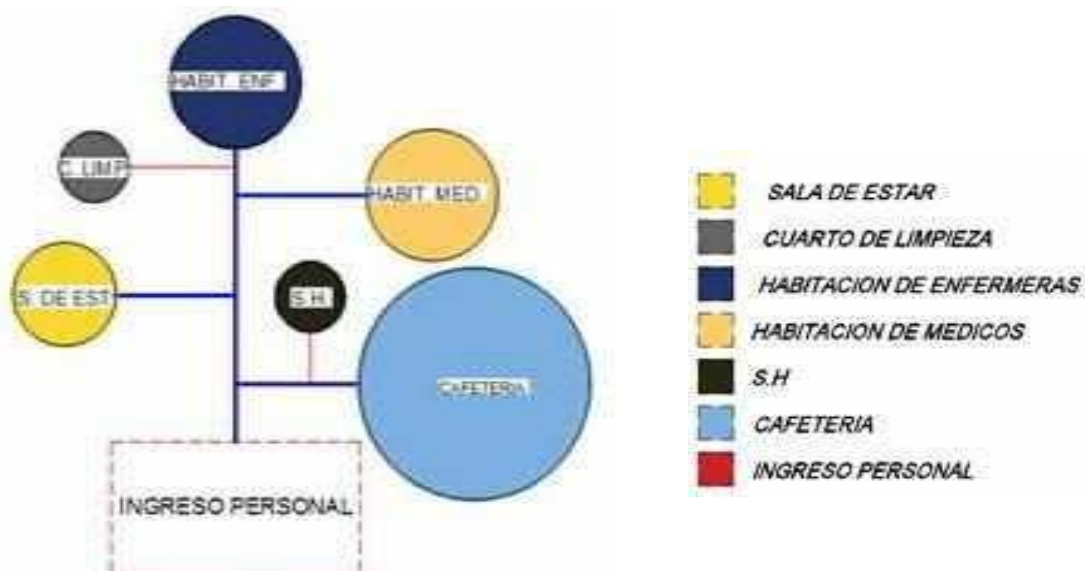 HABIT. ENF.
C. LIMP
HABIT. MED.
S. DE EST.
S.H.
CAFETERIA
INGRESO PERSONAL
SALA DE ESTAR
CUARTO DE LIMPIEZA
HABITACION DE ENFERMERAS
HABITACION DE MEDICOS
S.H
CAFETERIA
INGRESO PERSONAL